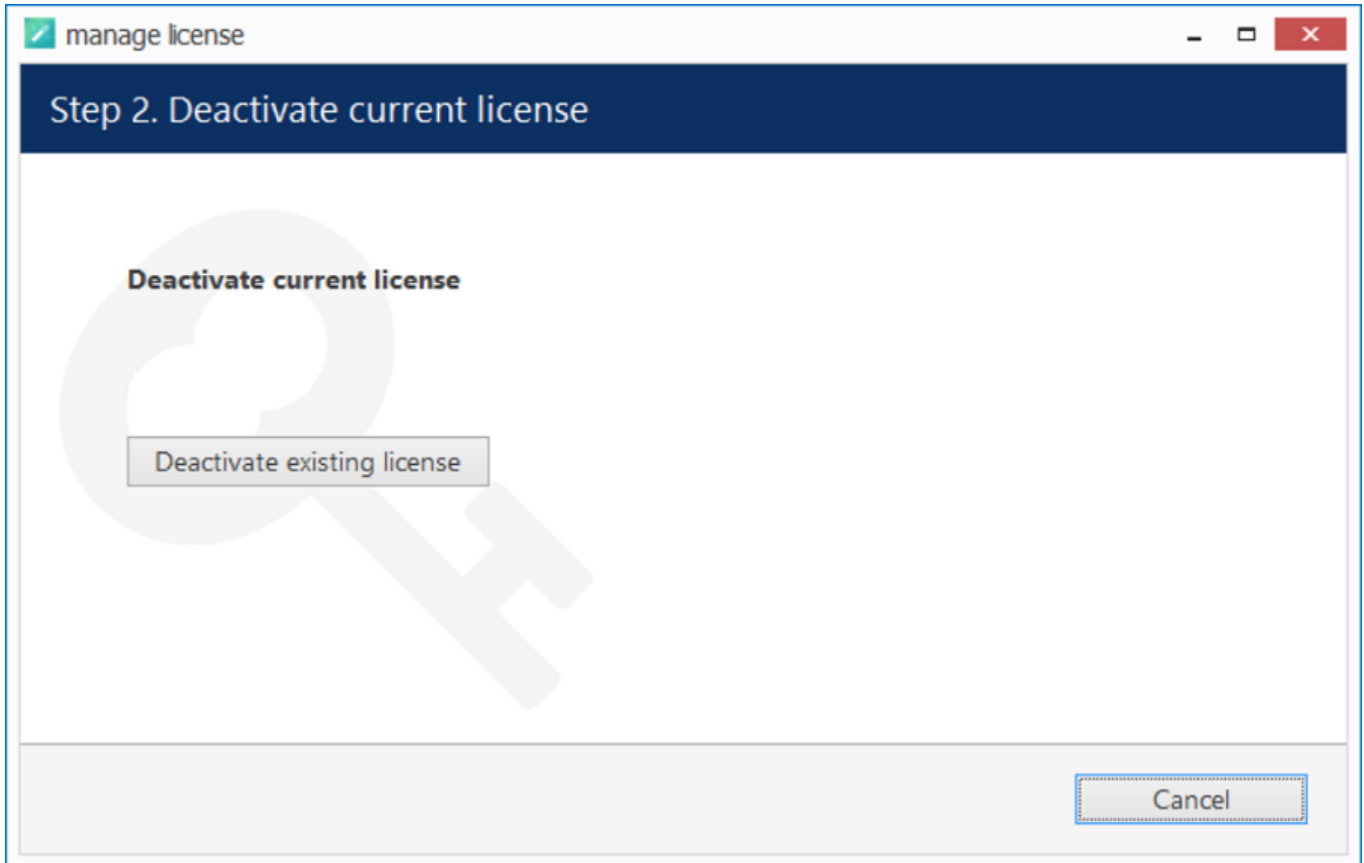 manage license
Step 2. Deactivate current license
Deactivate current license
Deactivate existing license
Cancel